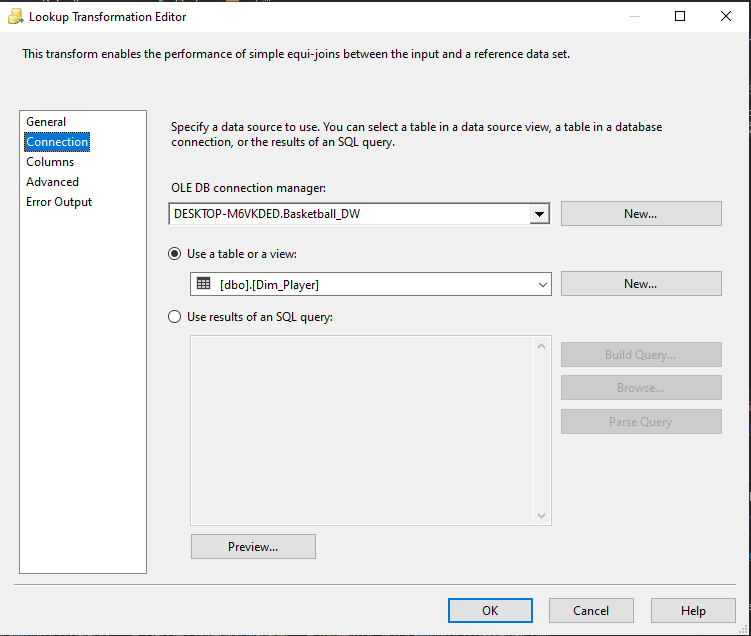 Lookup Transformation Editor
This transform enables the performance of simple equi-joins between the input and a reference data set.
General
Connection
Columns
Advanced
Error Output
Specify a data source to use. You can select a table in a data source view, a table in a database
connection, or the results of an SQL query.
OLE DB connection manager:
DESKTOP-M6VKDED.Basketball_DW
New...
Use a table or a view:
[dbo].[Dim_Player]
New...
Use results of an SQL query:
Build Query...
Browse...
Parse Query
Preview...
OK
Cancel
Help